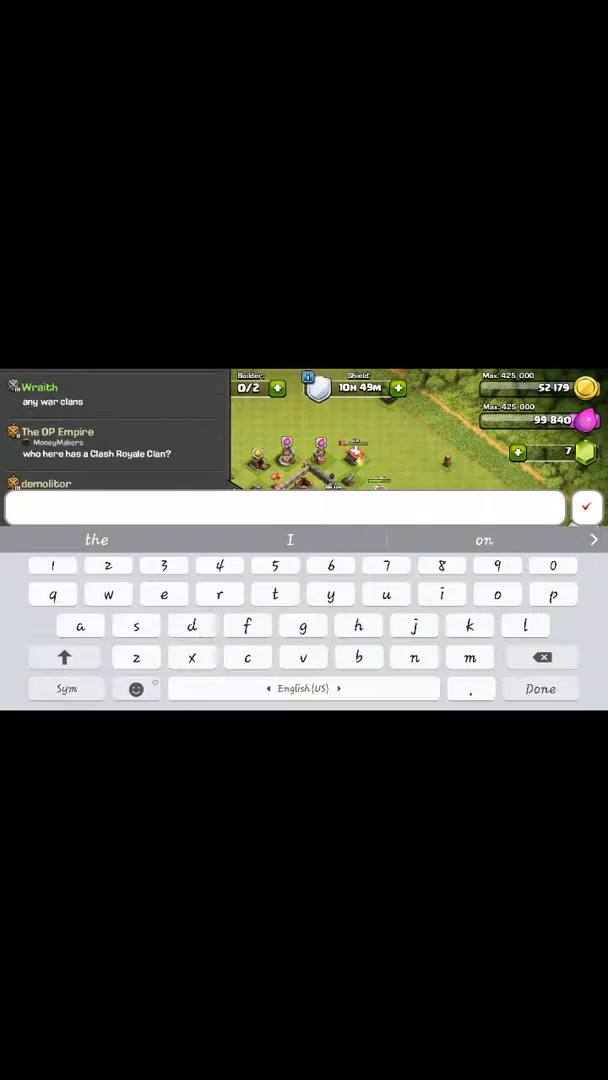 Wraith
any war clans
The OP Empire
MoneyMakers
who here has a Clash Royale Clan?
demolitor
Builder:
0/2
Shield:
10H 49M
Max: 425 000
52 179
Max: 425 000
99 840
7
the I on
1 2 3 4 5 6 7 8 9 0
q w e r t y u i o p
a s d f g h j k l
z x c v b n m
Sym English(US) . Done